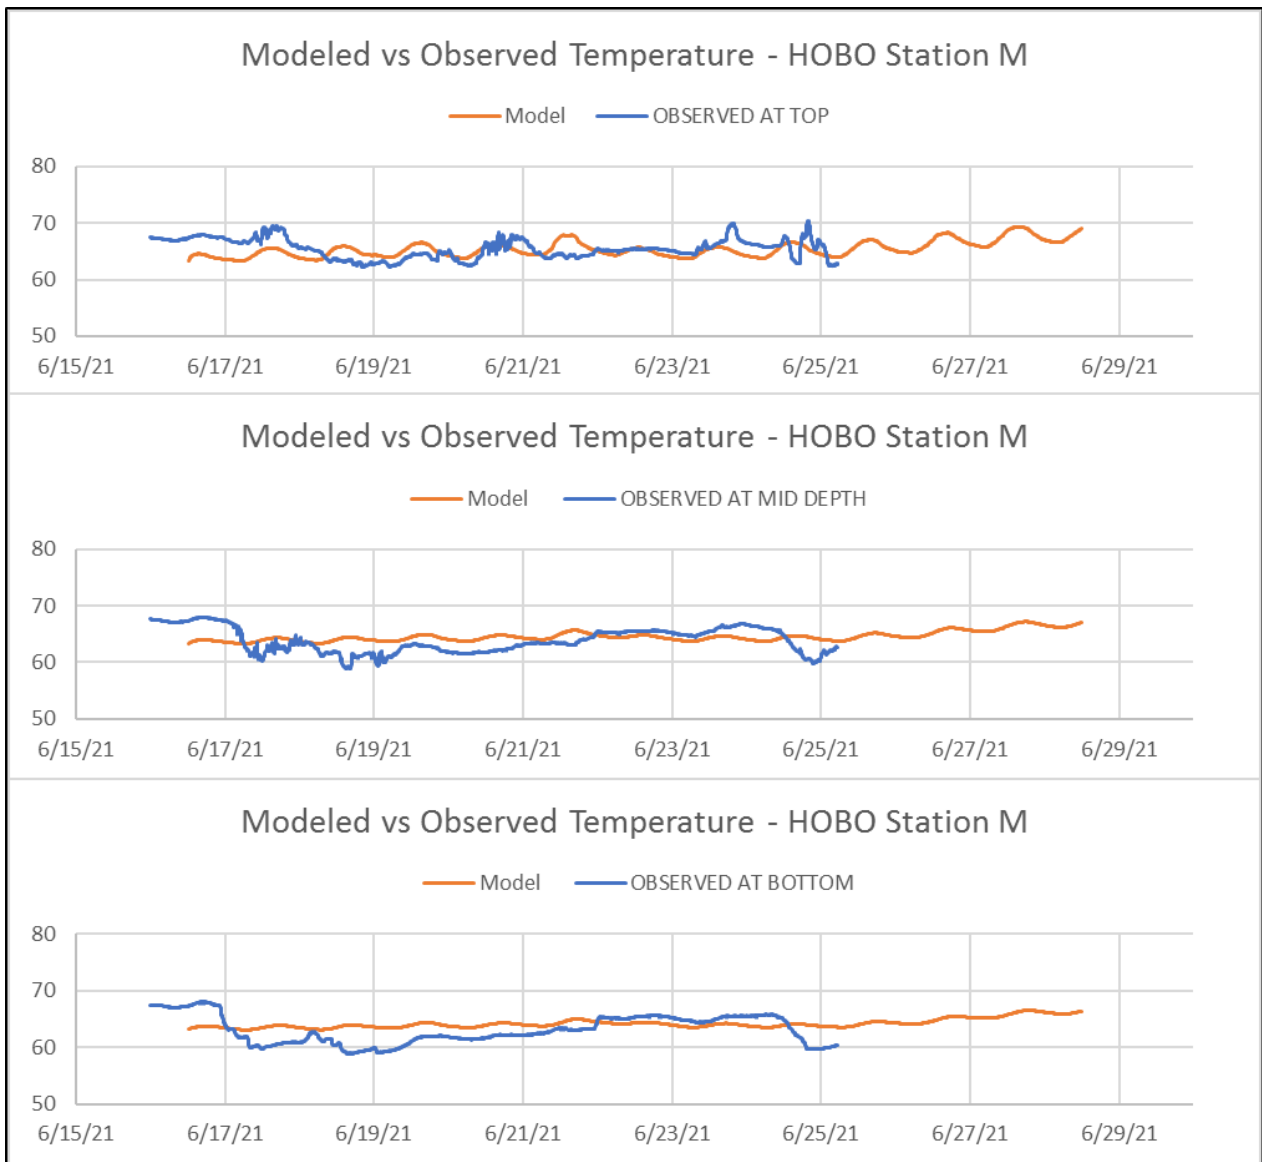 Modeled vs Observed Temperature - HOBO Station M
Model OBSERVED AT TOP
80
70
60
50
6/15/21 6/17/21 6/19/21 6/21/21 6/23/21 6/25/21 6/27/21 6/29/21
Modeled vs Observed Temperature - HOBO Station M
Model OBSERVED AT MID DEPTH
80
70
60
50
6/15/21 6/17/21 6/19/21 6/21/21 6/23/21 6/25/21 6/27/21 6/29/21
Modeled vs Observed Temperature - HOBO Station M
Model OBSERVED AT BOTTOM
80
70
60
50
6/15/21 6/17/21 6/19/21 6/21/21 6/23/21 6/25/21 6/27/21 6/29/21